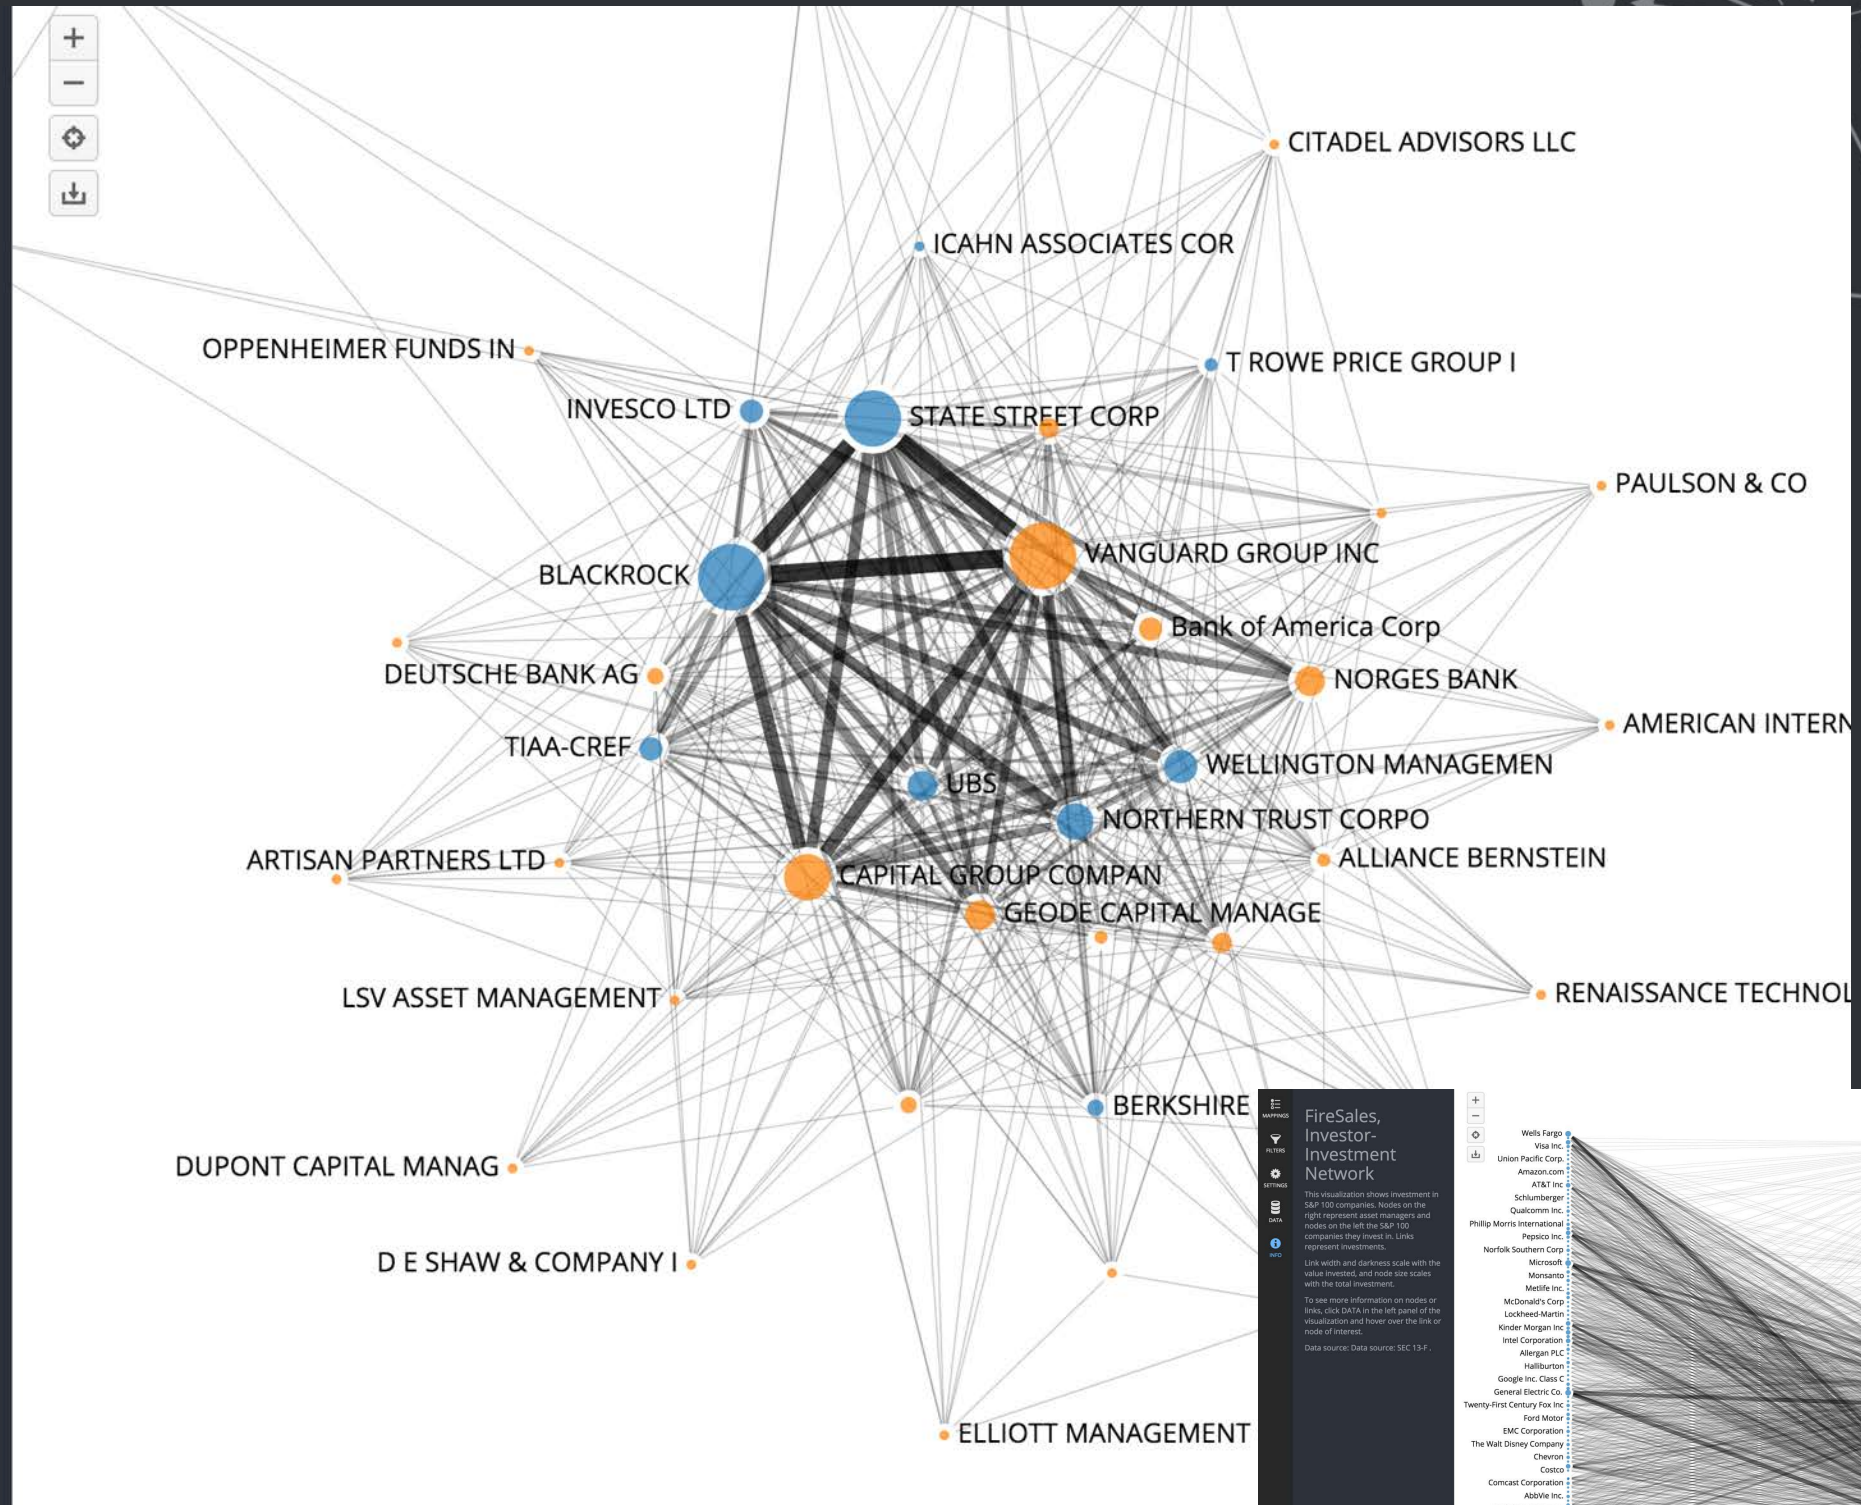 +
−
CITADEL ADVISORS LLC
ICAHN ASSOCIATES COR
OPPENHEIMER FUNDS IN
T ROWE PRICE GROUP I
INVESCO LTD
STATE STREET CORP
PAULSON & CO
VANGUARD GROUP INC
BLACKROCK
Bank of America Corp
DEUTSCHE BANK AG
NORGES BANK
AMERICAN INTERN
TIAA-CREF
WELLINGTON MANAGEMEN
UBS
NORTHERN TRUST CORPO
ARTISAN PARTNERS LTD
ALLIANCE BERNSTEIN
CAPITAL GROUP COMPAN
GEODE CAPITAL MANAGE
LSV ASSET MANAGEMENT
RENAISSANCE TECHNOL
BERKSHIRE
DUPONT CAPITAL MANAG
D E SHAW & COMPANY I
ELLIOTT MANAGEMENT
MAPPINGS
FILTERS
SETTINGS
DATA
INFO
FireSales,
Investor-
Investment
Network
This visualization shows investment in
S&P 100 companies. Nodes on the
right represent asset managers and
nodes on the left the S&P 100
companies they invest in. Links
represent investments.
Link width and darkness scale with the
value invested, and node size scales
with the total investment.
To see more information on nodes or
links, click DATA in the left panel of the
visualization and hover over the link or
node of interest.
Data source: Data source: SEC 13-F .
+
−
Wells Fargo
Visa Inc.
Union Pacific Corp.
Amazon.com
AT&T Inc
Schlumberger
Qualcomm Inc.
Phillip Morris International
Pepsico Inc.
Norfolk Southern Corp
Microsoft
Monsanto
Metlife Inc.
McDonald's Corp
Lockheed-Martin
Kinder Morgan Inc
Intel Corporation
Allergan PLC
Halliburton
Google Inc. Class C
General Electric Co.
Twenty-First Century Fox Inc
Ford Motor
EMC Corporation
The Walt Disney Company
Chevron
Costco
Comcast Corporation
AbbVie Inc.